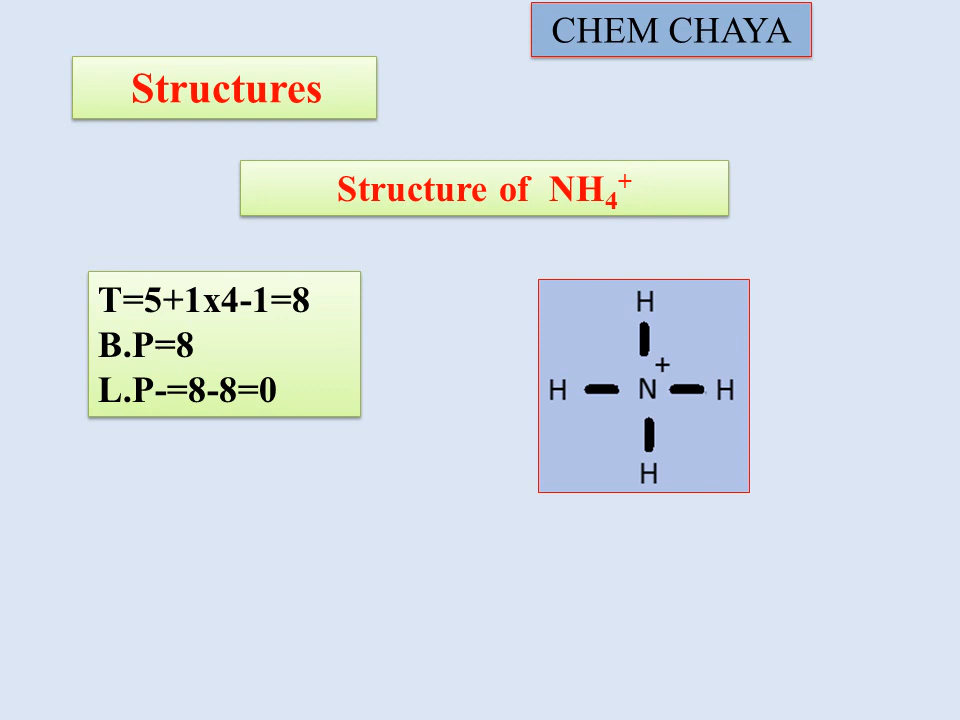 CHEM CHAYA
Structures
Structure of NH₄⁺
T=5+1x4-1=8
B.P=8
L.P-=8-8=0
H
+
H N H
H